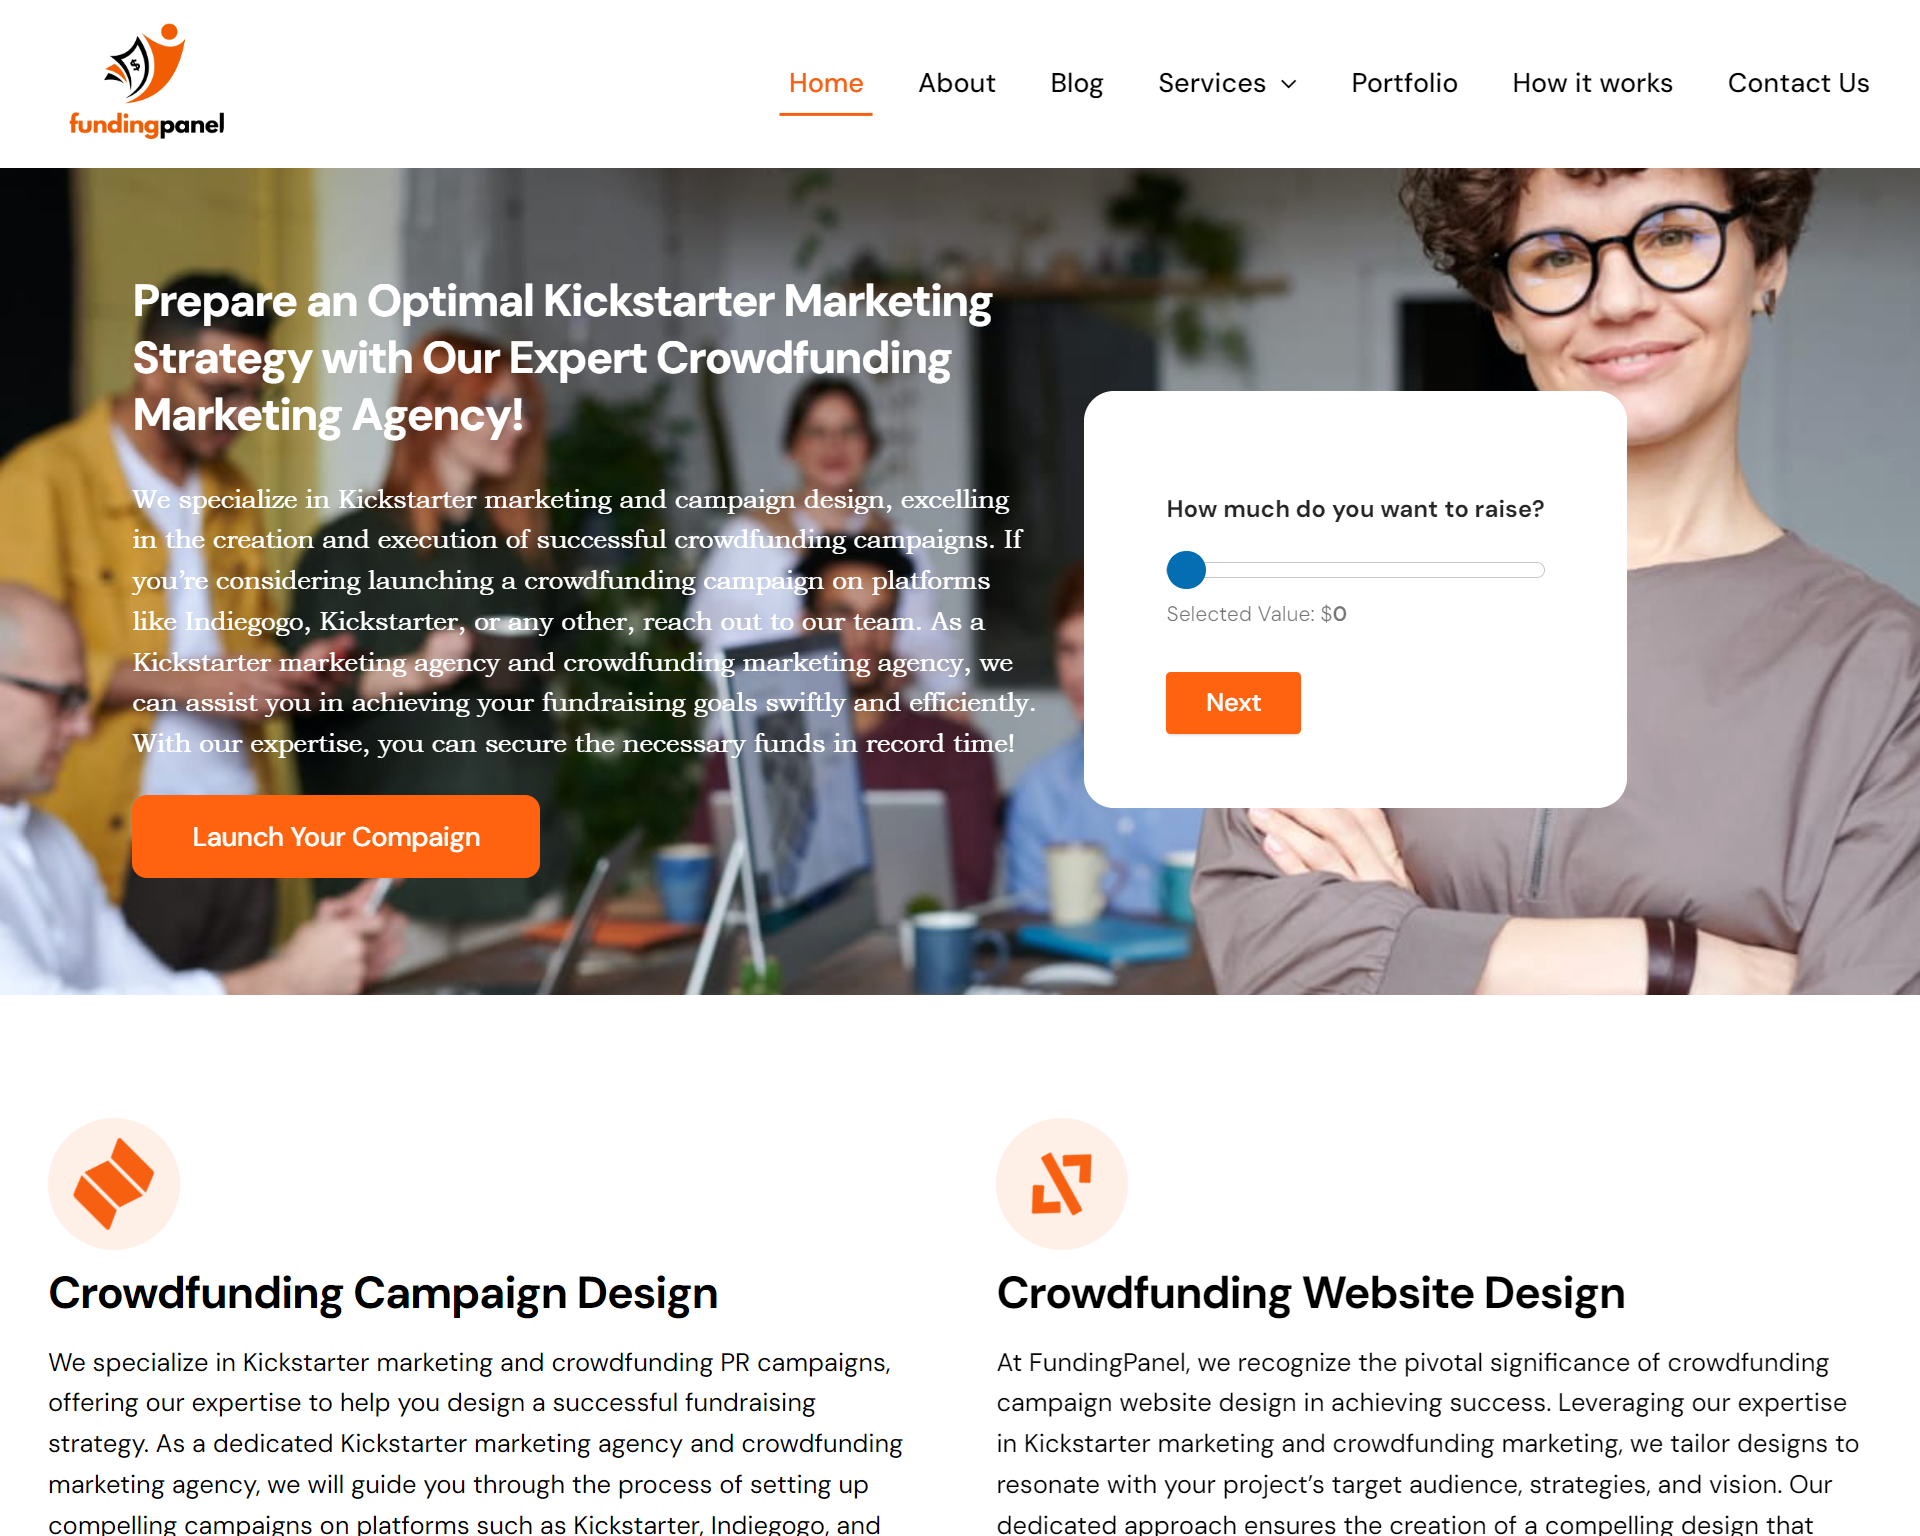 fundingpanel
Home About Blog Services Portfolio How it works Contact Us
Prepare an Optimal Kickstarter Marketing
Strategy with Our Expert Crowdfunding
Marketing Agency!
We specialize in Kickstarter marketing and campaign design, excelling
in the creation and execution of successful crowdfunding campaigns. If
you’re considering launching a crowdfunding campaign on platforms
like Indiegogo, Kickstarter, or any other, reach out to our team. As a
Kickstarter marketing agency and crowdfunding marketing agency, we
can assist you in achieving your fundraising goals swiftly and efficiently.
With our expertise, you can secure the necessary funds in record time!
Launch Your Compaign
How much do you want to raise?
Selected Value: $0
Next
Crowdfunding Campaign Design
We specialize in Kickstarter marketing and crowdfunding PR campaigns,
offering our expertise to help you design a successful fundraising
strategy. As a dedicated Kickstarter marketing agency and crowdfunding
marketing agency, we will guide you through the process of setting up
compelling campaigns on platforms such as Kickstarter, Indiegogo, and
Crowdfunding Website Design
At FundingPanel, we recognize the pivotal significance of crowdfunding
campaign website design in achieving success. Leveraging our expertise
in Kickstarter marketing and crowdfunding marketing, we tailor designs to
resonate with your project’s target audience, strategies, and vision. Our
dedicated approach ensures the creation of a compelling design that